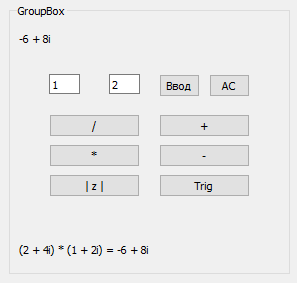 GroupBox
-6 + 8i
1 2 Ввод AC
/ +
* -
| z | Trig
(2 + 4i) * (1 + 2i) = -6 + 8i